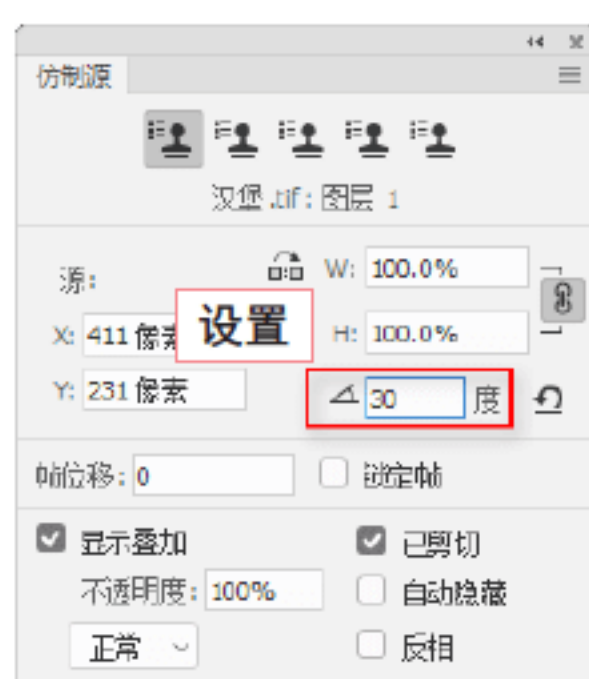 仿制源
汉堡.tif : 图层 1
源: W: 100.0%
X: 411 像素 设置 H: 100.0%
Y: 231 像素 30 度
帧位移: 0 锁定帧
显示叠加 已剪切
不透明度: 100% 自动隐藏
正常 反相